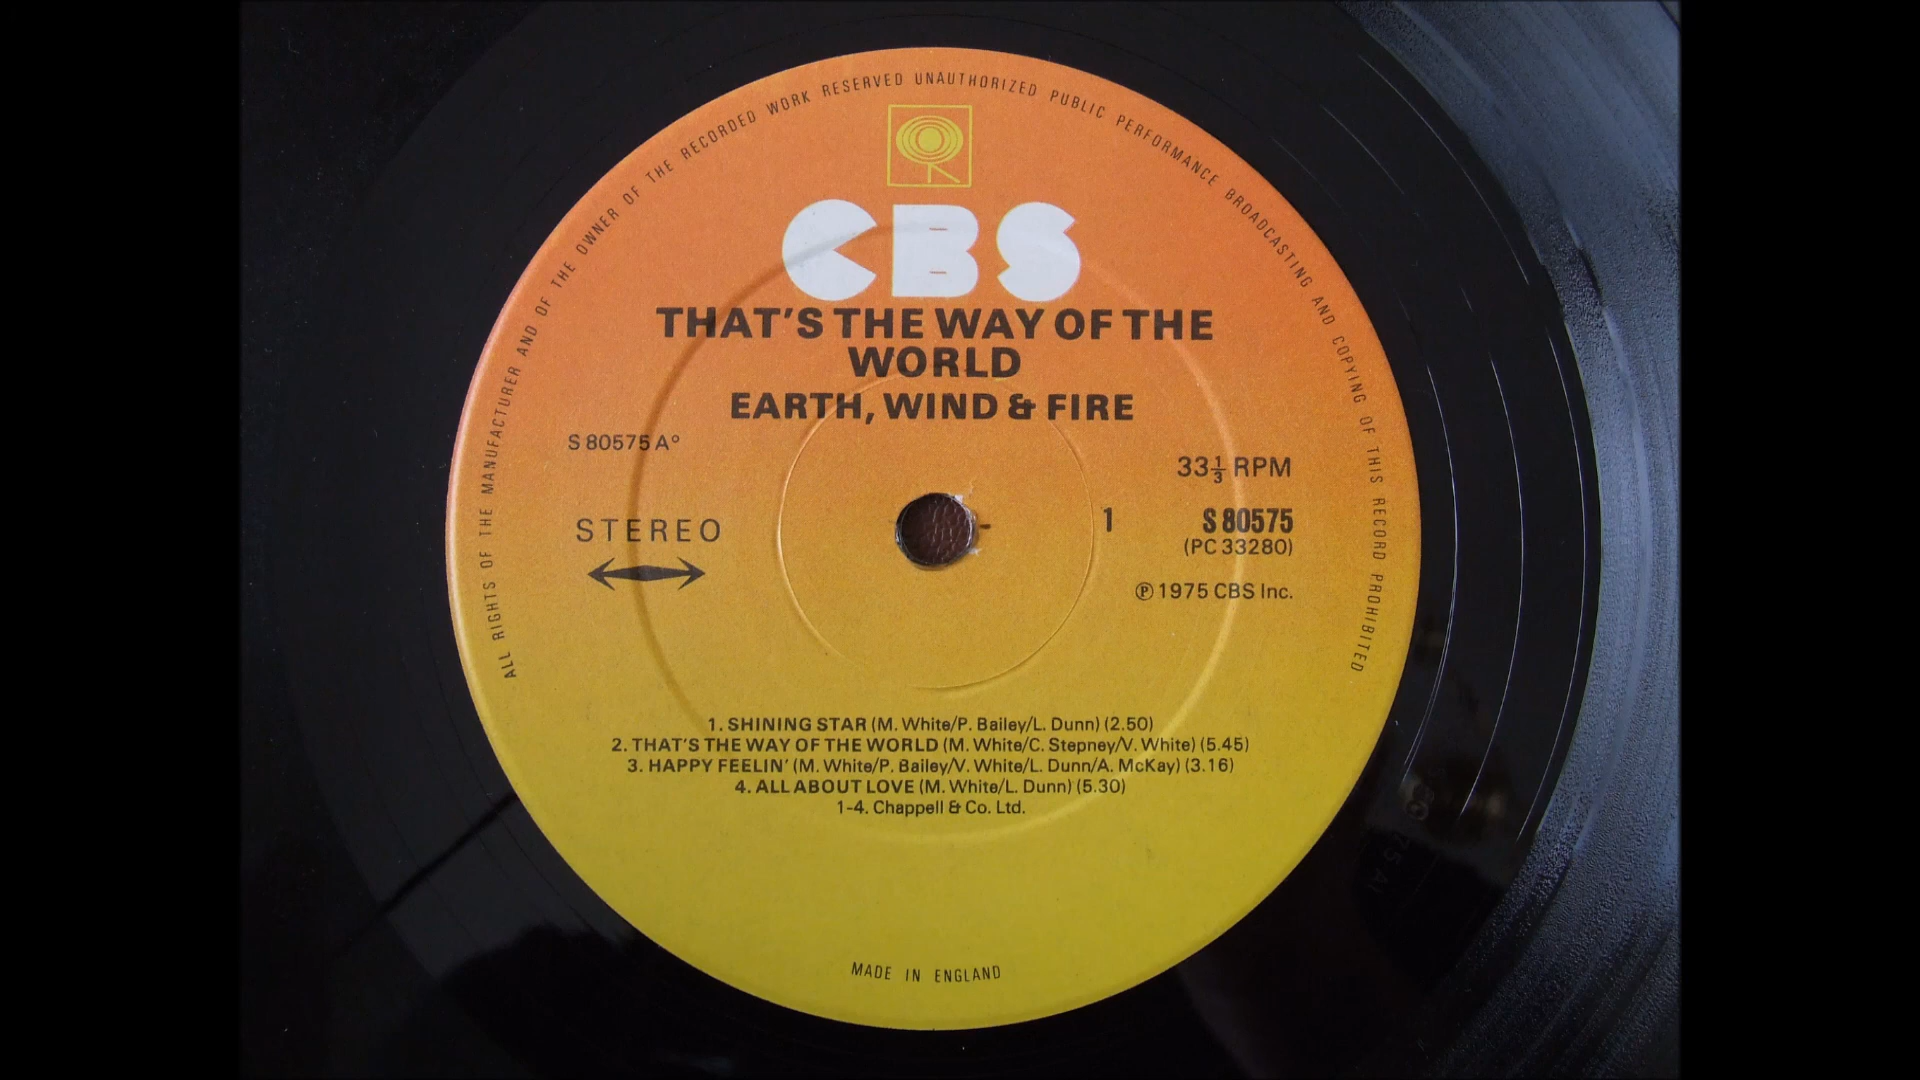 ALL RIGHTS OF THE MANUFACTURER AND OF THE OWNER OF THE RECORDED WORK RESERVED UNAUTHORIZED PUBLIC PERFORMANCE BROADCASTING AND COPYING OF THIS RECORD PROHIBITED
CBS
THAT'S THE WAY OF THE
WORLD
EARTH, WIND & FIRE
S 80575 A°
33⅓ RPM
STEREO
1
S 80575
(PC 33280)
℗ 1975 CBS Inc.
1. SHINING STAR (M. White/P. Bailey/L. Dunn) (2.50)
2. THAT'S THE WAY OF THE WORLD (M. White/C. Stepney/V. White) (5.45)
3. HAPPY FEELIN' (M. White/P. Bailey/V. White/L. Dunn/A. McKay) (3.16)
4. ALL ABOUT LOVE (M. White/L. Dunn) (5.30)
1-4. Chappell & Co. Ltd.
MADE IN ENGLAND